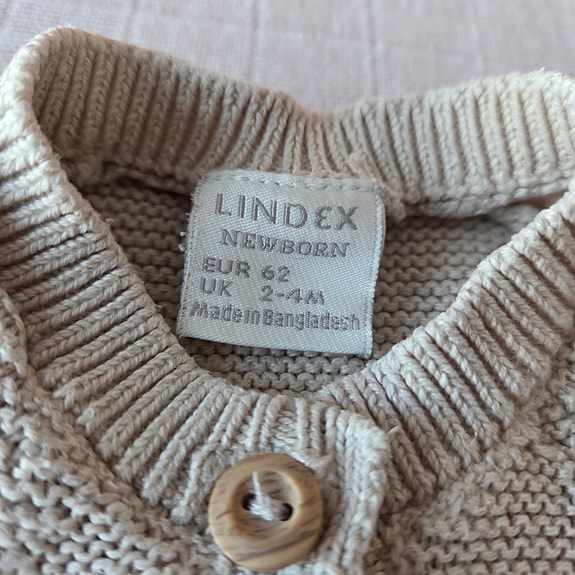 LINDEX
NEWBORN
EUR 62
UK 2-4M
Made in Bangladesh